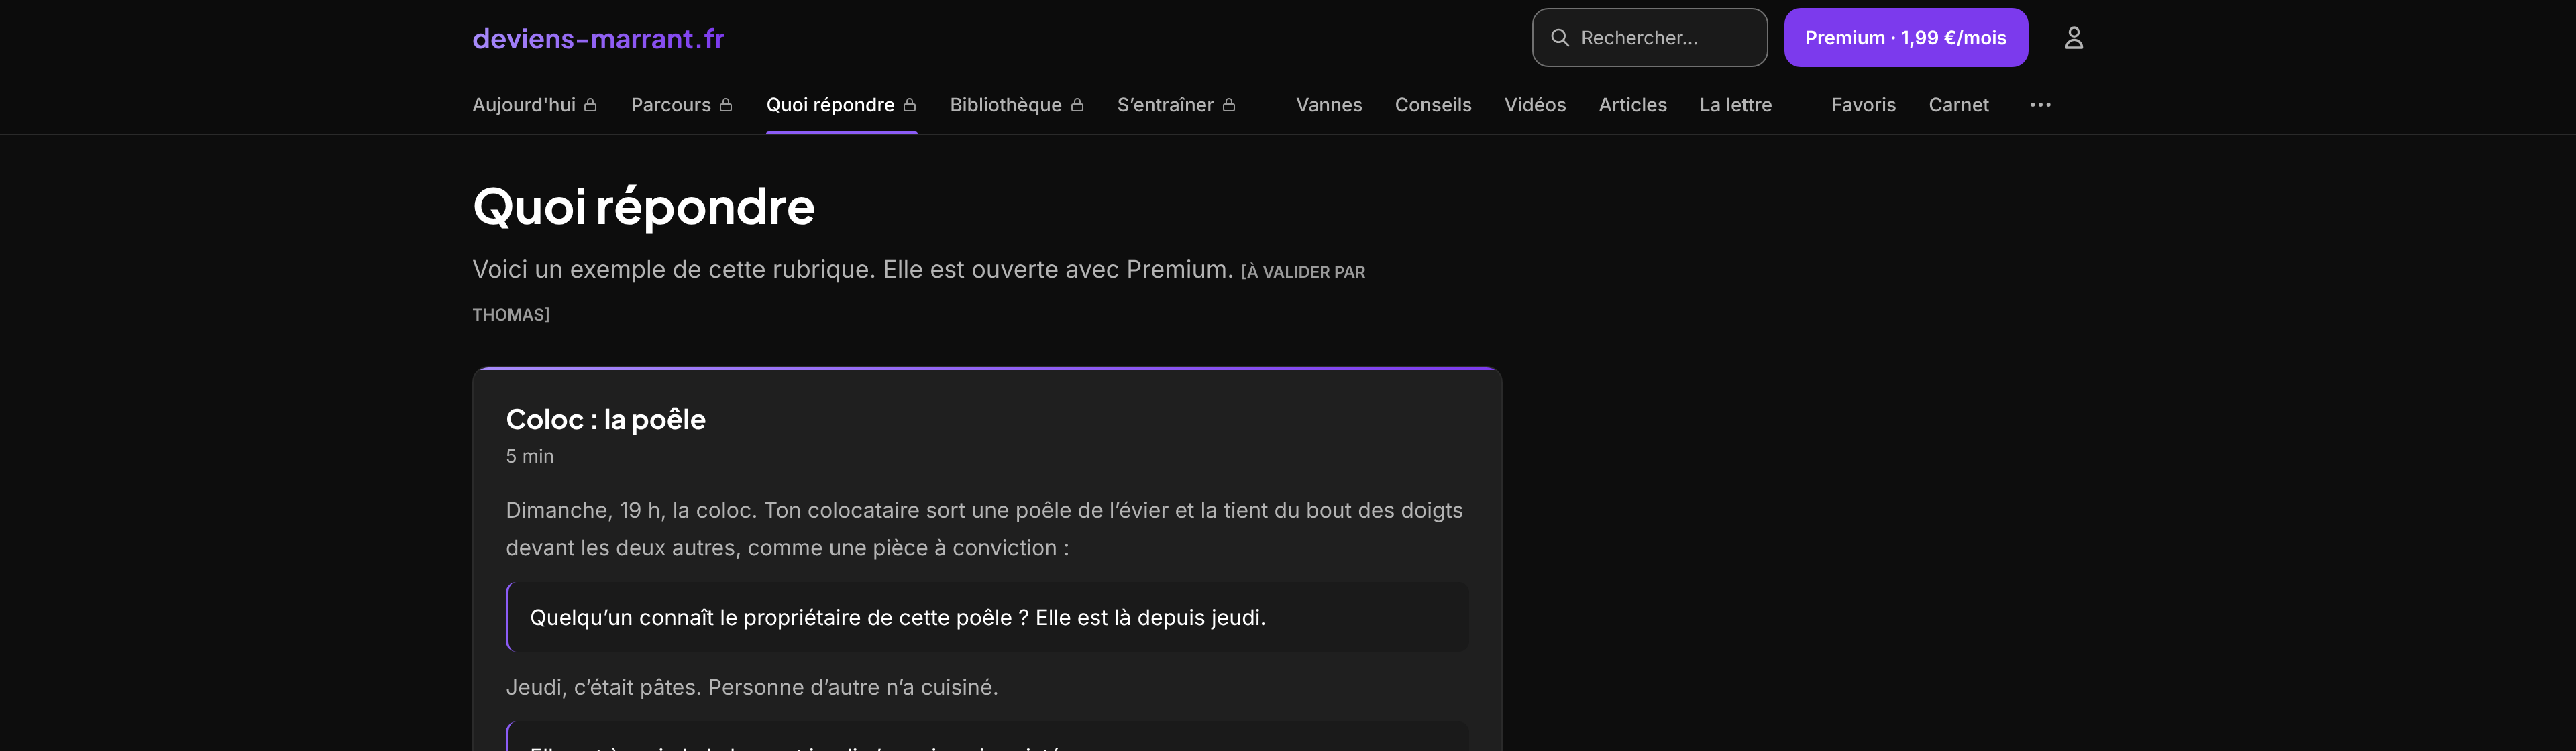 deviens-marrant.fr
Rechercher...
Premium · 1,99 €/mois
Aujourd'hui
Parcours
Quoi répondre
Bibliothèque
S’entraîner
Vannes
Conseils
Vidéos
Articles
La lettre
Favoris
Carnet
Quoi répondre
Voici un exemple de cette rubrique. Elle est ouverte avec Premium. [À VALIDER PAR
THOMAS]
Coloc : la poêle
5 min
Dimanche, 19 h, la coloc. Ton colocataire sort une poêle de l’évier et la tient du bout des doigts
devant les deux autres, comme une pièce à conviction :
Quelqu’un connaît le propriétaire de cette poêle ? Elle est là depuis jeudi.
Jeudi, c’était pâtes. Personne d’autre n’a cuisiné.